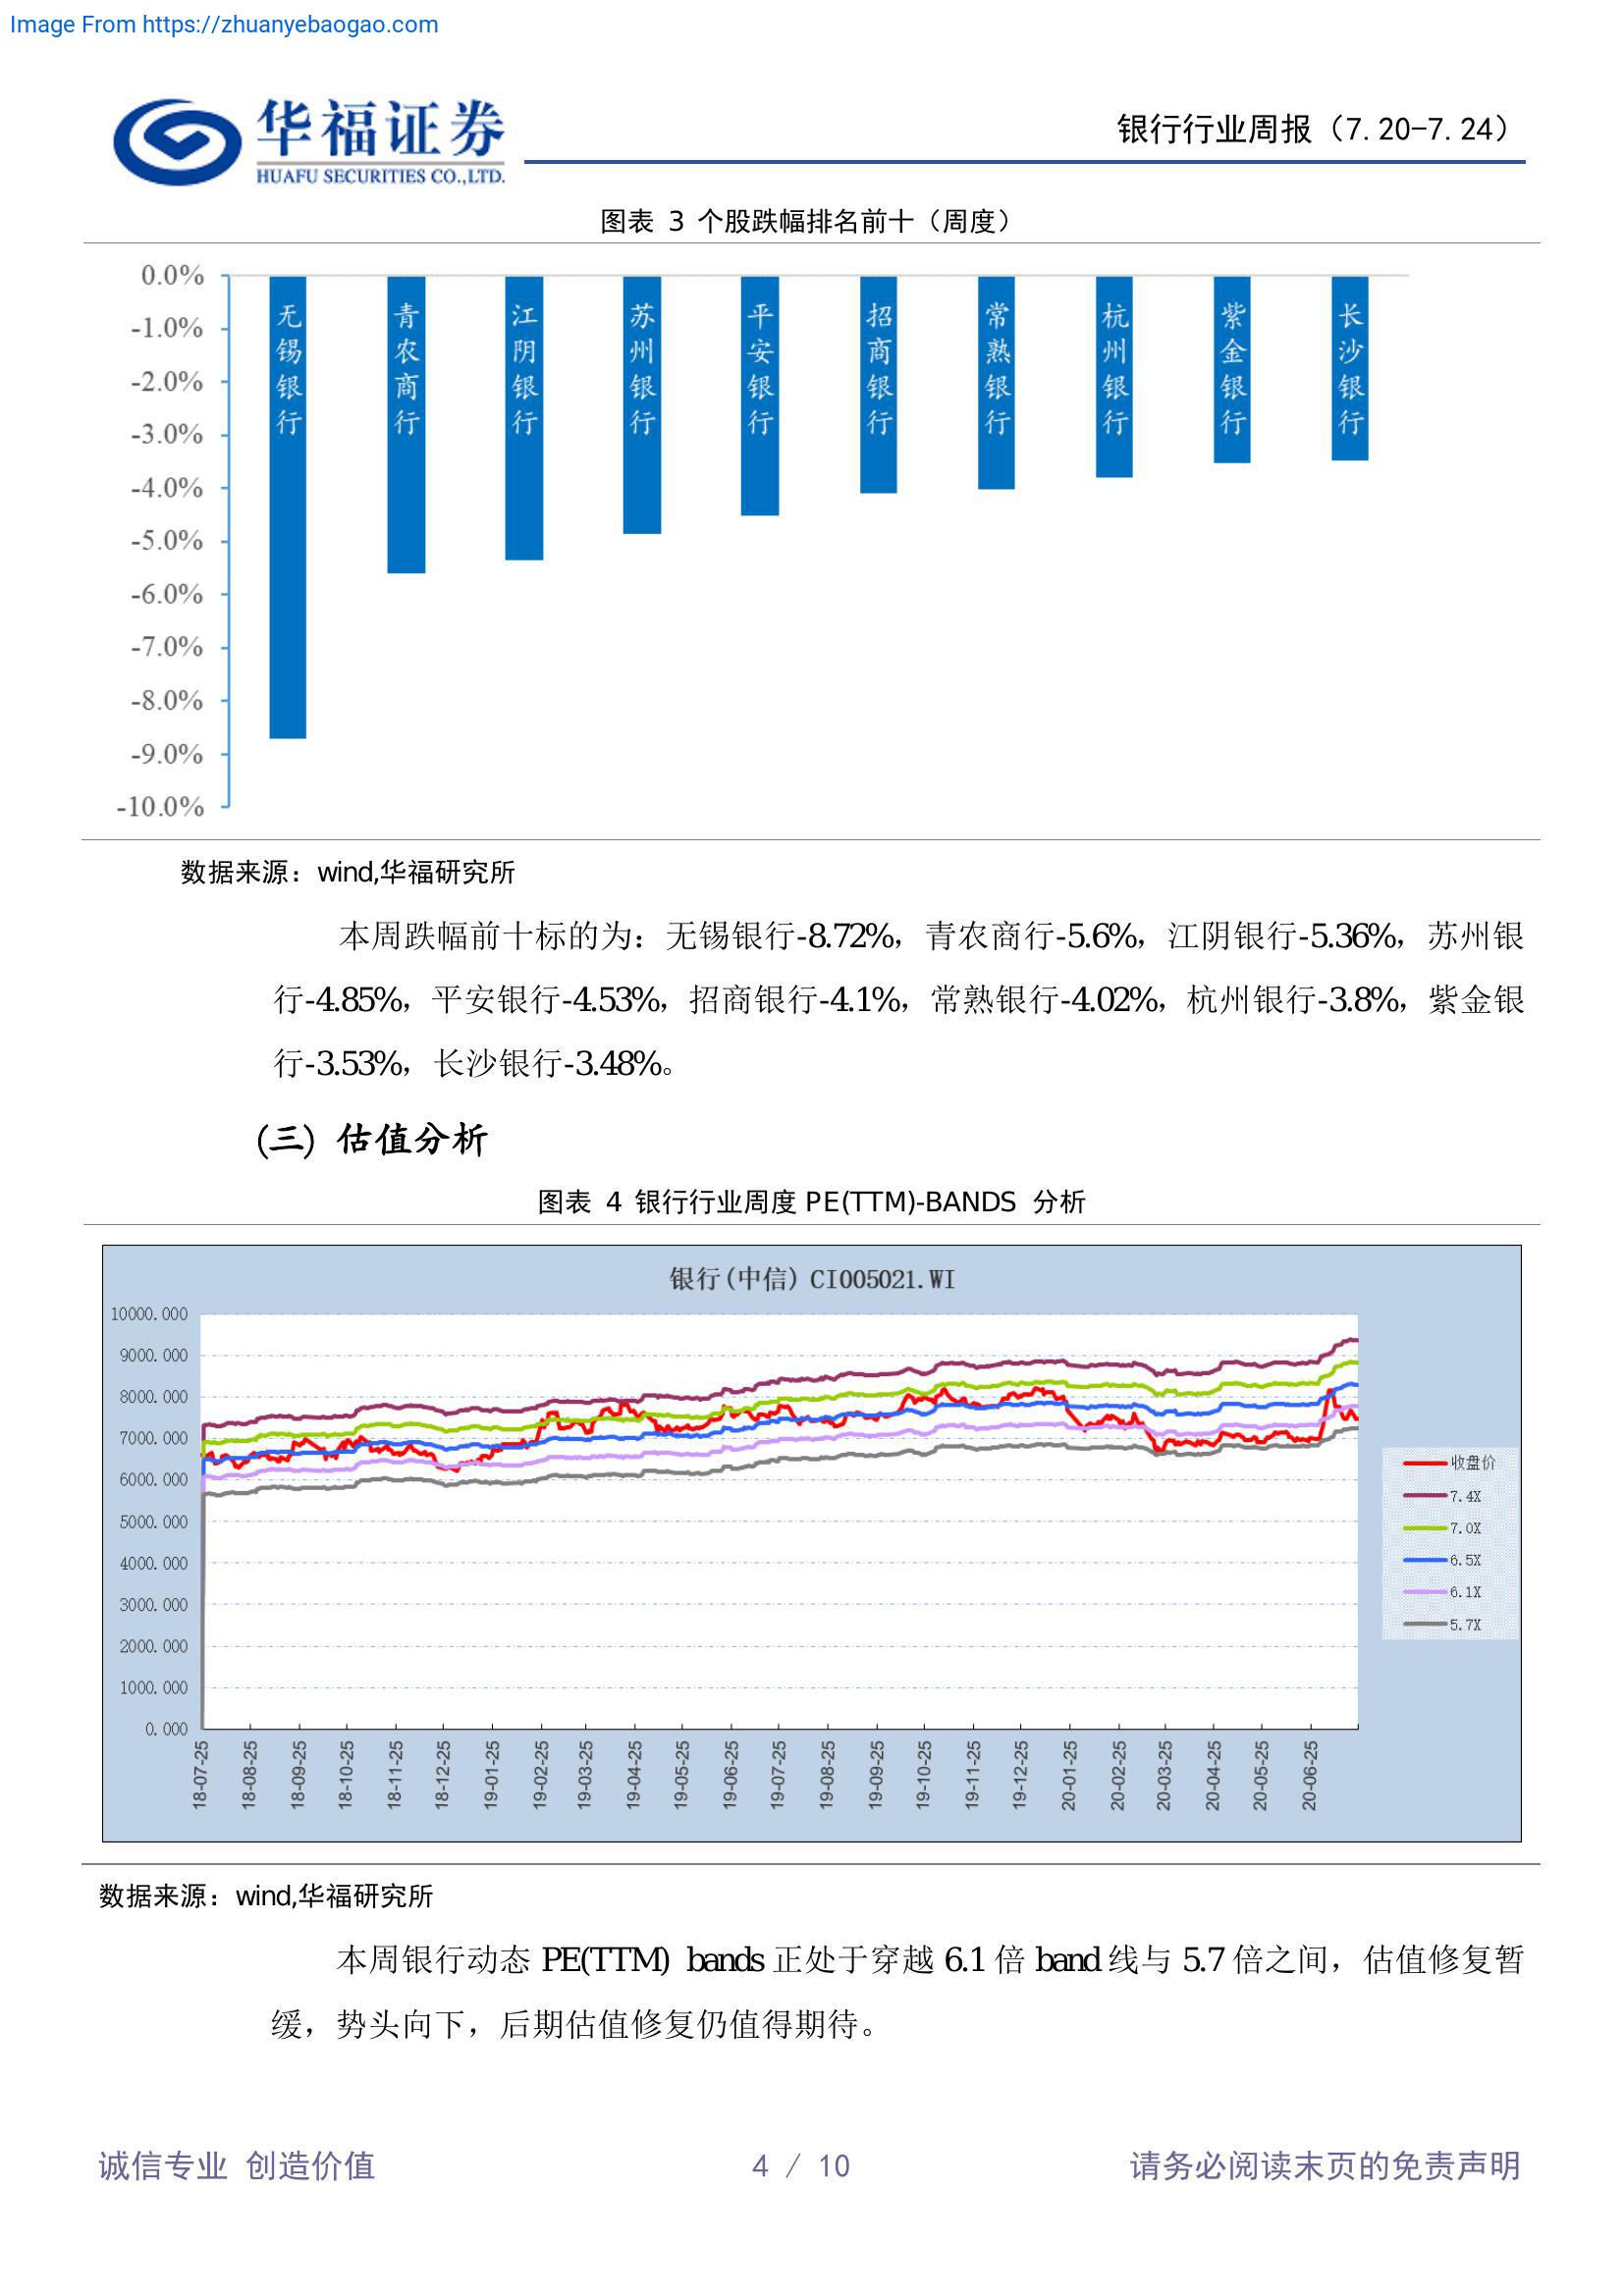 Image From https://zhuanyebaogao.com
华福证券
HUAFU SECURITIES CO.,LTD.
银行行业周报（7.20-7.24）
图表 3 个股跌幅排名前十（周度）
0.0%
-1.0%
-2.0%
-3.0%
-4.0%
-5.0%
-6.0%
-7.0%
-8.0%
-9.0%
-10.0%
无锡银行
青农商行
江阴银行
苏州银行
平安银行
招商银行
常熟银行
杭州银行
紫金银行
长沙银行
数据来源：wind,华福研究所
本周跌幅前十标的为：无锡银行-8.72%，青农商行-5.6%，江阴银行-5.36%，苏州银
行-4.85%，平安银行-4.53%，招商银行-4.1%，常熟银行-4.02%，杭州银行-3.8%，紫金银
行-3.53%，长沙银行-3.48%。
(三) 估值分析
图表 4 银行行业周度 PE(TTM)-BANDS 分析
银行(中信) CI005021.WI
10000.000
9000.000
8000.000
7000.000
6000.000
5000.000
4000.000
3000.000
2000.000
1000.000
0.000
18-07-25
18-08-25
18-09-25
18-10-25
18-11-25
18-12-25
19-01-25
19-02-25
19-03-25
19-04-25
19-05-25
19-06-25
19-07-25
19-08-25
19-09-25
19-10-25
19-11-25
19-12-25
20-01-25
20-02-25
20-03-25
20-04-25
20-05-25
20-06-25
收盘价
7.4X
7.0X
6.5X
6.1X
5.7X
数据来源：wind,华福研究所
本周银行动态 PE(TTM) bands 正处于穿越 6.1 倍 band 线与 5.7 倍之间，估值修复暂
缓，势头向下，后期估值修复仍值得期待。
诚信专业 创造价值
4 / 10
请务必阅读末页的免责声明